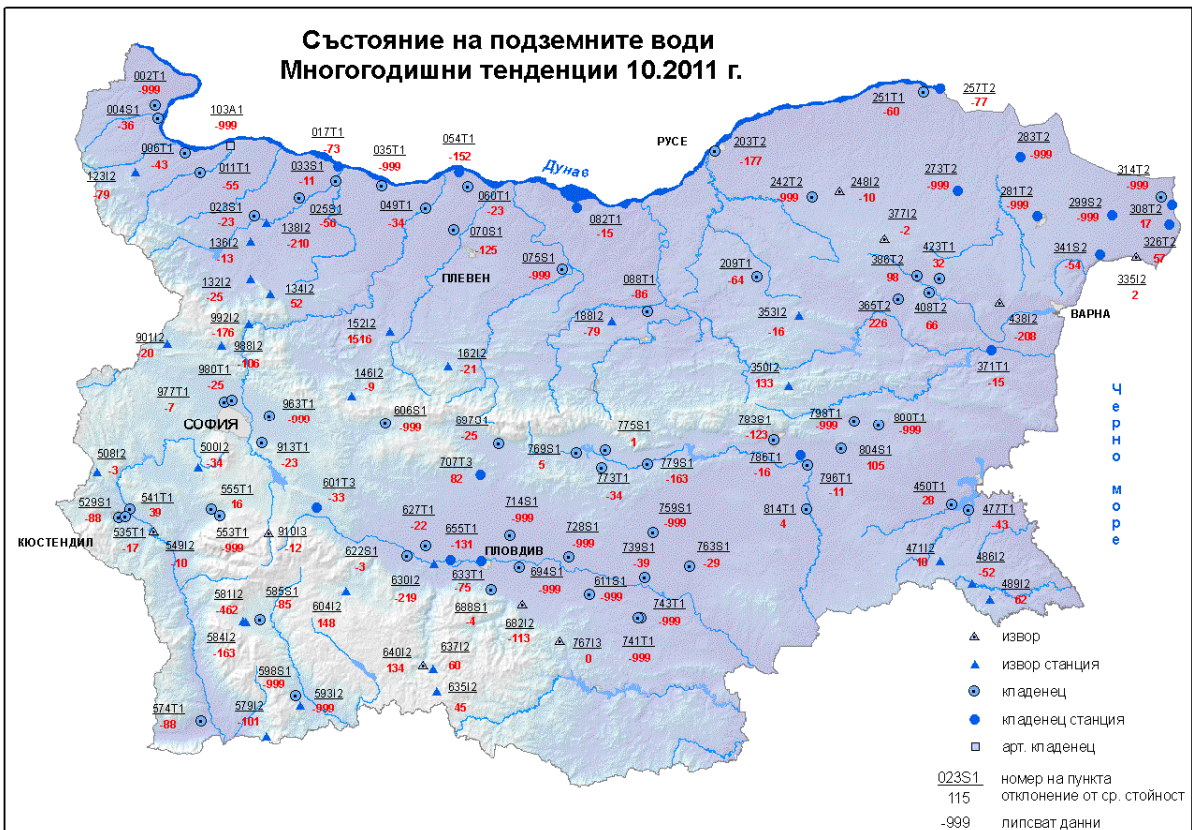 Състояние на подземните води
Многогодишни тенденции 10.2011 г.
002T1
-999
004S1
-36
103A1
-999
006T1
-43
011T1
-55
123I2
-79
017T1
-73
033S1
-11
035T1
-999
054T1
-152
Дунав
РУСЕ
203T2
-177
251T1
-60
257T2
-77
283T2
-999
314T2
-999
023S1
-23
025S1
-56
049T1
-34
060T1
-23
082T1
-15
242T2
-999
248I2
-10
273T2
-999
281T2
-999
299S2
-999
308T2
17
138I2
-210
136I2
-13
070S1
-125
ПЛЕВЕН
075S1
-999
088T1
-86
209T1
-64
377I2
-2
386T2
98
423T1
32
341S2
-54
326T2
57
335I2
2
132I2
-25
134I2
52
992I2
-176
988I2
-106
901I2
20
152I2
1516
188I2
-79
353I2
-16
365T2
226
408T2
66
438I2
-208
ВАРНА
980T1
-25
977T1
-7
СОФИЯ
963T1
-999
146I2
-9
162I2
-21
350I2
133
371T1
-15
606S1
-999
697S1
-25
769S1
5
775S1
1
783S1
-123
798T1
-999
800T1
-999
Черно море
508I2
-3
500I2
-34
913T1
-23
707T3
82
773T1
-34
779S1
-163
786T1
-16
796T1
-11
804S1
105
529S1
-88
541T1
39
555T1
16
601T3
-33
627T1
-22
714S1
-999
759S1
-999
814T1
4
450T1
28
477T1
-43
КЮСТЕНДИЛ
535T1
-17
549I2
10
553T1
-999
910I3
-12
622S1
-3
655T1
-131
ПЛОВДИВ
728S1
-999
739S1
-39
763S1
-29
471I2
18
486I2
-52
489I2
62
581I2
-462
585S1
85
604I2
148
630I2
-219
633T1
-75
694S1
-999
611S1
-999
688S1
-4
682I2
-113
743T1
-999
584I2
-163
640I2
134
637I2
60
767I3
0
741T1
-999
598S1
-999
593I2
-999
635I2
45
574T1
-88
579I2
-101
извор
извор станция
кладенец
кладенец станция
арт. кладенец
023S1 номер на пункта
115 отклонение от ср. стойност
-999 липсват данни